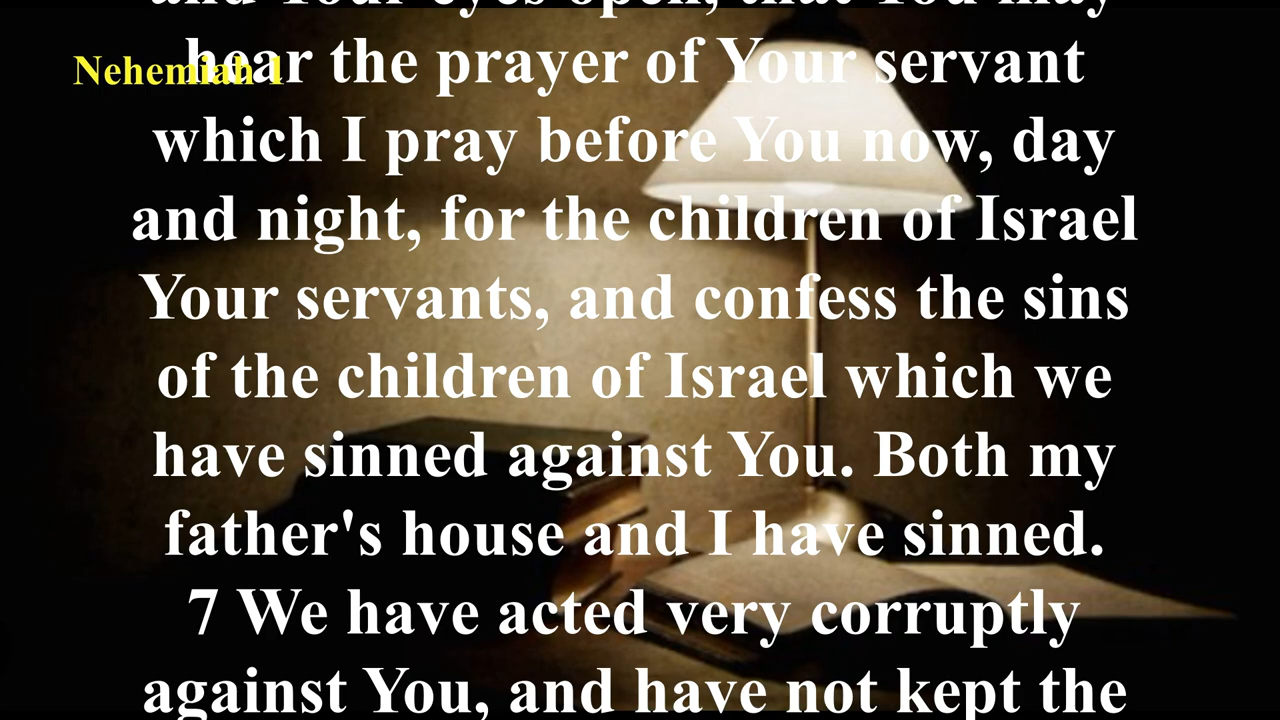 and Your eyes open, that You may
Nehemiah 1
hear the prayer of Your servant
which I pray before You now, day
and night, for the children of Israel
Your servants, and confess the sins
of the children of Israel which we
have sinned against You. Both my
father's house and I have sinned.
7 We have acted very corruptly
against You, and have not kept the